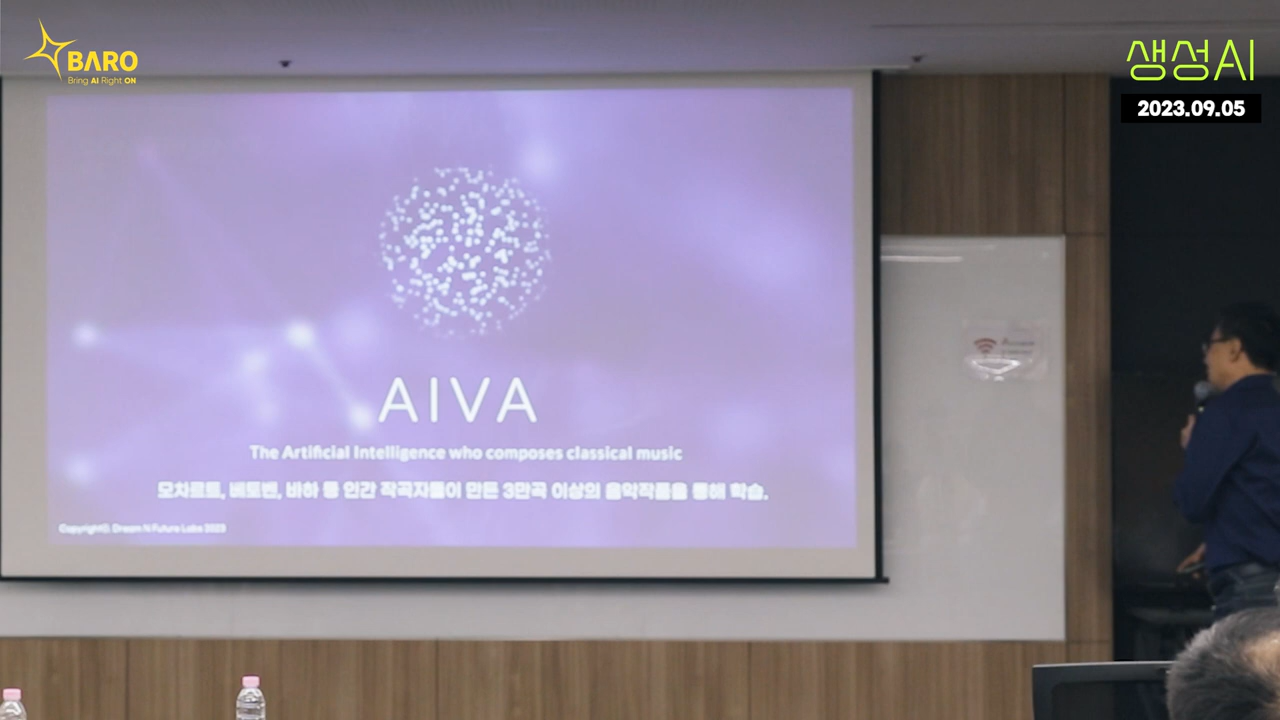 BARO
Bring AI Right ON
생성AI
2023.09.05
AIVA
The Artificial Intelligence who composes classical music
모차르트, 베토벤, 바하 등 인간 작곡자들이 만든 3만곡 이상의 음악작품을 통해 학습.
Copyright©. Dream N Future Labs 2023